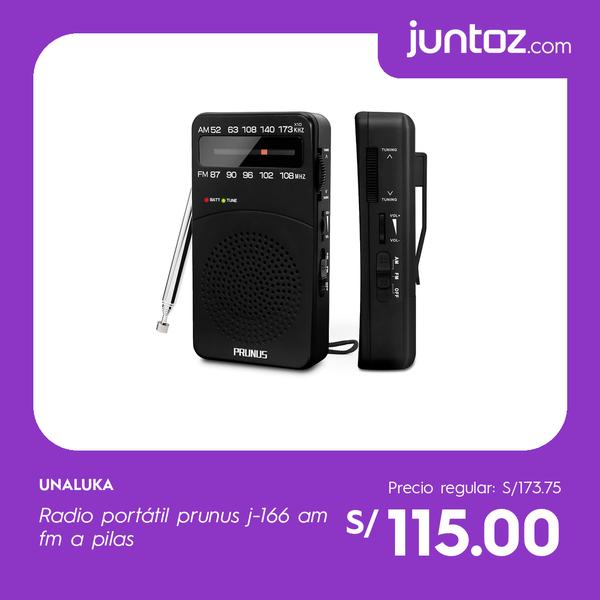 juntoz.com
AM 52 63 108 140 173 X10 KHZ
FM 87 90 96 102 108 MHZ
BATT TUNE
PRUNUS
TUNING
TUNING
VOL+
VOL-
AM FM OFF
UNALUKA
Precio regular: S/173.75
Radio portátil prunus j-166 am
fm a pilas
S/115.00